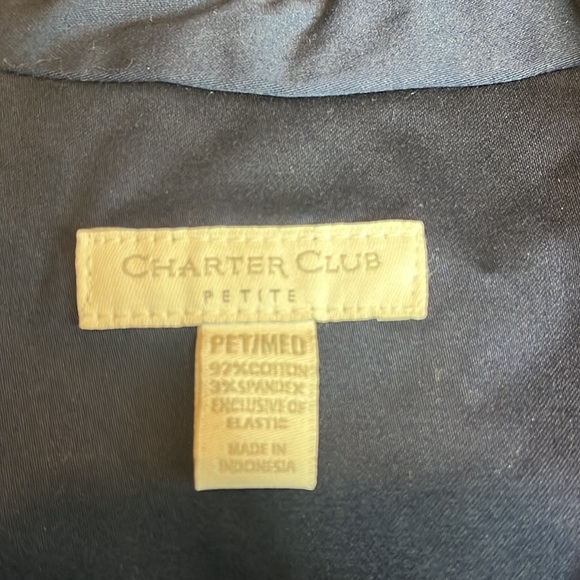 CHARTER CLUB
PETITE
PET/MED
97%COTTON
3%SPANDEX
EXCLUSIVE OF
ELASTIC
MADE IN
INDONESIA